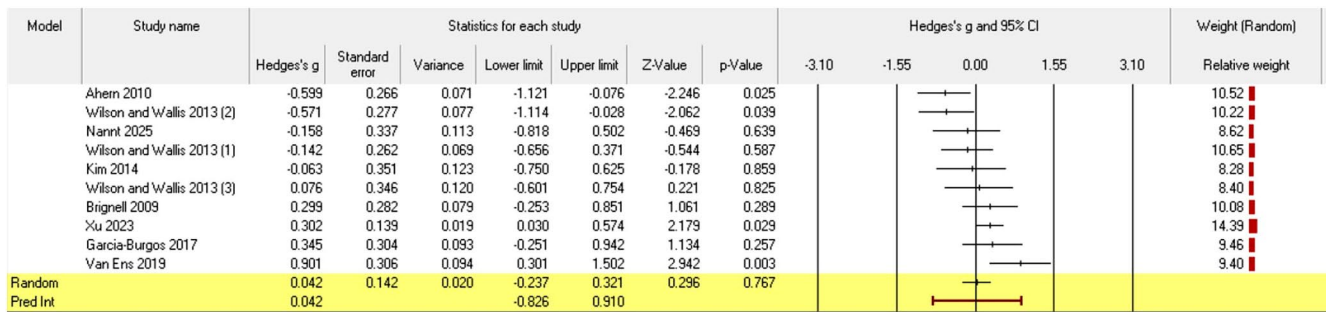 Model Study name Statistics for each study Hedges's g and 95% CI Weight (Random)
Hedges's g Standard error Variance Lower limit Upper limit Z-Value p-Value -3.10 -1.55 0.00 1.55 3.10 Relative weight
Ahern 2010 -0.599 0.266 0.071 -1.121 -0.076 -2.246 0.025 10.52
Wilson and Wallis 2013 (2) -0.571 0.277 0.077 -1.114 -0.028 -2.062 0.039 10.22
Nannt 2025 -0.158 0.337 0.113 -0.818 0.502 -0.469 0.639 8.62
Wilson and Wallis 2013 (1) -0.142 0.262 0.069 -0.656 0.371 -0.544 0.587 10.65
Kim 2014 -0.063 0.351 0.123 -0.750 0.625 -0.178 0.859 8.28
Wilson and Wallis 2013 (3) 0.076 0.346 0.120 -0.601 0.754 0.221 0.825 8.40
Brignell 2009 0.299 0.282 0.079 -0.253 0.851 1.061 0.289 10.08
Xu 2023 0.302 0.139 0.019 0.030 0.574 2.179 0.029 14.39
Garcia-Burgos 2017 0.345 0.304 0.093 -0.251 0.942 1.134 0.257 9.46
Van Ens 2019 0.901 0.306 0.094 0.301 1.502 2.942 0.003 9.40
Random 0.042 0.142 0.020 -0.237 0.321 0.296 0.767
Pred Int 0.042 -0.826 0.910